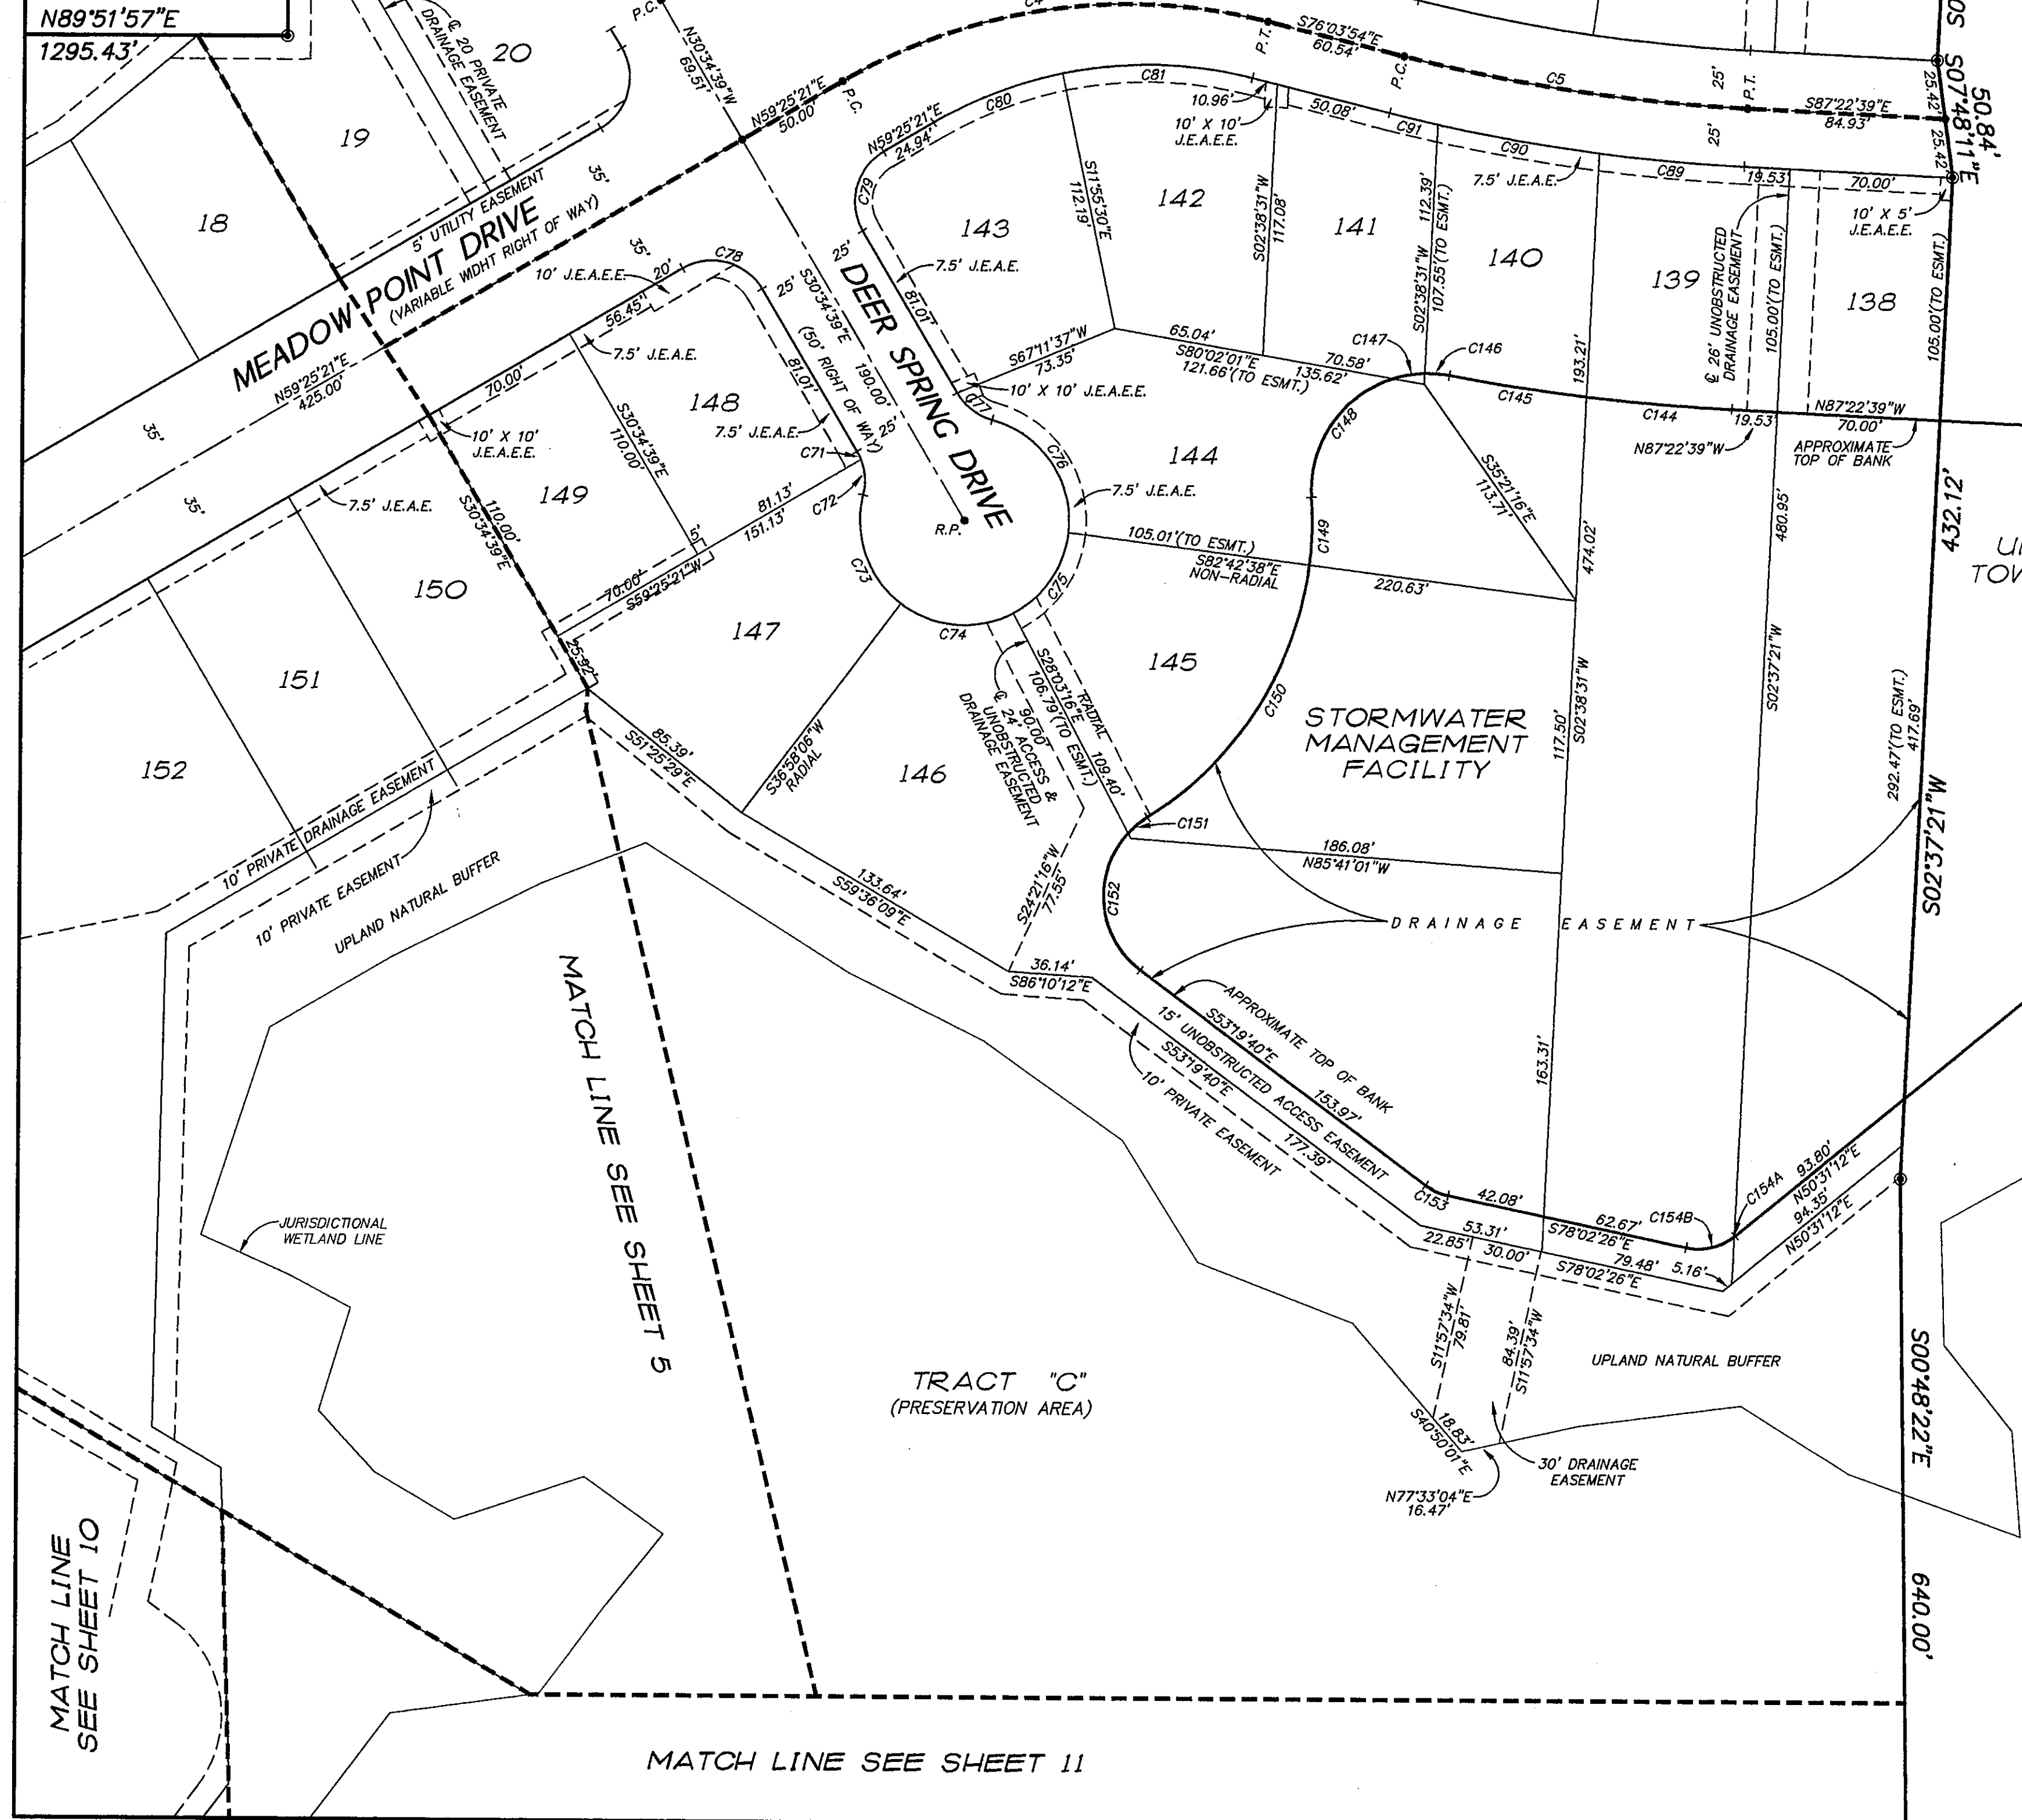 N89°51'57"E
1295.43'
℄ 20 PRIVATE
DRAINAGE EASEMENT
20
19
18
P.C.
N30°34'39"W
69.51'
N59°25'21"E
50.00'
P.C.
P.T.
S76°03'54"E
60.54'
P.C.
C5
25'
P.T.
25'
S87°22'39"E
84.93'
25.42'
25.42'
S07°48'11"E
50.84'
5' UTILITY EASEMENT
35'
MEADOW POINT DRIVE
(VARIABLE WIDHT RIGHT OF WAY)
N59°25'21"E
425.00'
35'
35'
35'
N59°25'21"E
24.94'
C79
C80
C81
10.96'
10' X 10'
J.E.A.E.E.
50.08'
C91
C90
7.5' J.E.A.E.
C89
19.53'
70.00'
10' X 5'
J.E.A.E.E.
10' J.E.A.E.E.
20'
C78
25'
25'
56.45'
7.5' J.E.A.E.
70.00'
S30°34'39"E
190.00'
DEER SPRING DRIVE
(50' RIGHT OF WAY)
25'
81.01'
81.01'
7.5' J.E.A.E.
143
S11°55'30"E
112.19'
142
S02°38'31"W
117.08'
141
S02°38'31"W 112.39'
107.55'(TO ESMT.)
140
139
℄ 26' UNOBSTRUCTED
DRAINAGE EASEMENT
105.00'(TO ESMT.)
138
105.00'(TO ESMT.)
S67°11'37"W
73.35'
10' X 10' J.E.A.E.E.
65.04'
S80°02'01"E
121.66'(TO ESMT.)
70.58'
135.62'
C147
C146
193.21'
C145
C144
19.53'
N87°22'39"W
N87°22'39"W
70.00'
APPROXIMATE
TOP OF BANK
148
7.5' J.E.A.E.
C71
C72
S30°34'39"E
110.00'
10' X 10'
J.E.A.E.E.
149
81.13'
151.13'
5'
70.00'
S59°25'21"W
110.00'
S30°34'39"E
7.5' J.E.A.E.
150
151
152
25.92'
R.P.
C77
C76
7.5' J.E.A.E.
144
C148
C149
S35°21'16"E
113.71'
105.01'(TO ESMT.)
S82°42'38"E
NON-RADIAL
220.63'
474.02'
480.95'
432.12'
C73
C74
C75
147
S36°58'06"W
RADIAL
85.39'
S51°25'29"E
146
145
S28°03'16"E
106.79'(TO ESMT.)
RADIAL 109.40'
90.00'
℄ 24' ACCESS &
UNOBSTRUCTED
DRAINAGE EASEMENT
C150
C151
C152
STORMWATER
MANAGEMENT
FACILITY
117.50'
S02°38'31"W
S02°37'21"W
292.47'(TO ESMT.)
417.69'
S02°37'21"W
186.08'
N85°41'01"W
DRAINAGE EASEMENT
S24°21'16"W
77.55'
133.64'
S59°36'09"E
36.14'
S86°10'12"E
10' PRIVATE DRAINAGE EASEMENT
10' PRIVATE EASEMENT
UPLAND NATURAL BUFFER
APPROXIMATE TOP OF BANK
S53°19'40"E
153.97'
15' UNOBSTRUCTED ACCESS EASEMENT
S53°19'40"E
177.39'
10' PRIVATE EASEMENT
163.31'
C153
42.08'
62.67'
S78°02'26"E
C154B
C154A
93.80'
N50°31'12"E
94.35'
N50°31'12"E
53.31'
22.85'
30.00'
79.48'
S78°02'26"E
5.16'
S11°57'34"W
79.81'
84.39'
S11°57'34"W
UPLAND NATURAL BUFFER
18.83'
S40°50'01"E
N77°33'04"E
16.47'
30' DRAINAGE
EASEMENT
S00°48'22"E
640.00'
JURISDICTIONAL
WETLAND LINE
MATCH LINE SEE SHEET 5
TRACT "C"
(PRESERVATION AREA)
MATCH LINE
SEE SHEET 10
MATCH LINE SEE SHEET 11